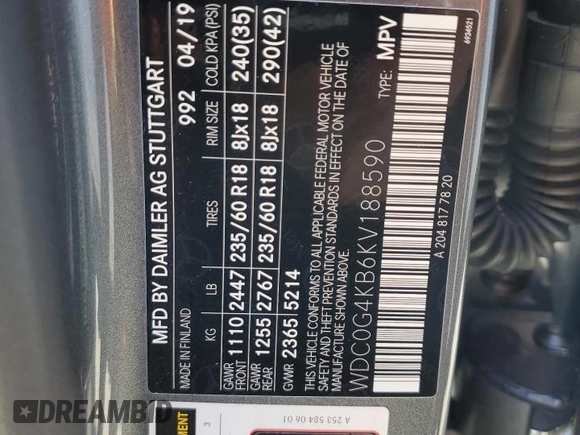 MFD BY DAIMLER AG STUTTGART
MADE IN FINLAND 992 04/19
KG LB TIRES RIM SIZE COLD KPA (PSI)
GAWR FRONT 1110 2447 235/60 R18 8Jx18 240(35)
GAWR REAR 1255 2767 235/60 R18 8Jx18 290(42)
GVWR 2365 5214
THIS VEHICLE CONFORMS TO ALL APPLICABLE FEDERAL MOTOR VEHICLE
SAFETY AND THEFT PREVENTION STANDARDS IN EFFECT ON THE DATE OF
MANUFACTURE SHOWN ABOVE.
WDC0G4KB6KV188590 TYPE: MPV
A 204 817 78 20
6934521
A 253 584 06 01
3
DREAMBID